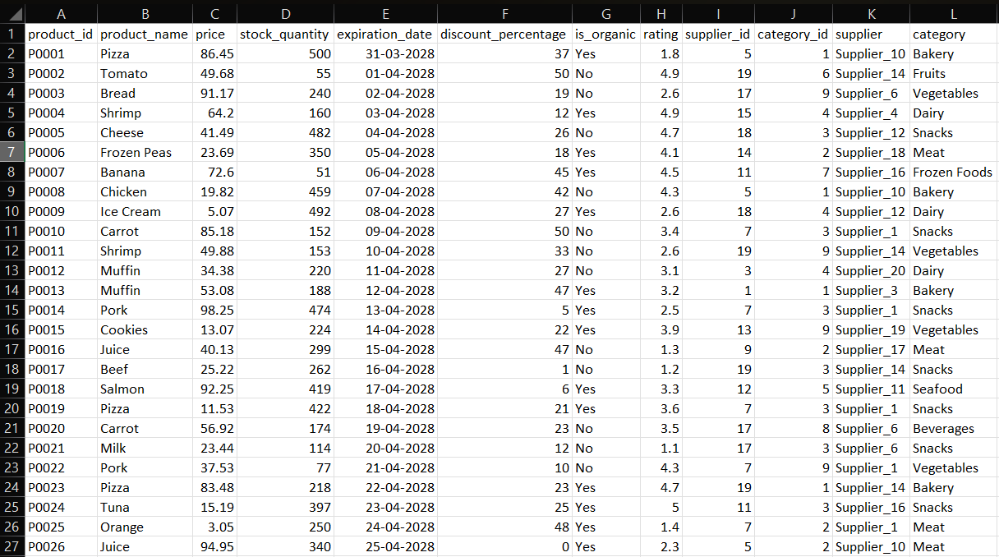 A B C D E F G H I J K L
1 product_id product_name price stock_quantity expiration_date discount_percentage is_organic rating supplier_id category_id supplier category
2 P0001 Pizza 86.45 500 31-03-2028 37 Yes 1.8 5 1 Supplier_10 Bakery
3 P0002 Tomato 49.68 55 01-04-2028 50 No 4.9 19 6 Supplier_14 Fruits
4 P0003 Bread 91.17 240 02-04-2028 19 No 2.6 17 9 Supplier_6 Vegetables
5 P0004 Shrimp 64.2 160 03-04-2028 12 Yes 4.9 15 4 Supplier_4 Dairy
6 P0005 Cheese 41.49 482 04-04-2028 26 No 4.7 18 3 Supplier_12 Snacks
7 P0006 Frozen Peas 23.69 350 05-04-2028 18 Yes 4.1 14 2 Supplier_18 Meat
8 P0007 Banana 72.6 51 06-04-2028 45 Yes 4.5 11 7 Supplier_16 Frozen Foods
9 P0008 Chicken 19.82 459 07-04-2028 42 No 4.3 5 1 Supplier_10 Bakery
10 P0009 Ice Cream 5.07 492 08-04-2028 27 Yes 2.6 18 4 Supplier_12 Dairy
11 P0010 Carrot 85.18 152 09-04-2028 50 No 3.4 7 3 Supplier_1 Snacks
12 P0011 Shrimp 49.88 153 10-04-2028 33 No 2.6 19 9 Supplier_14 Vegetables
13 P0012 Muffin 34.38 220 11-04-2028 27 No 3.1 3 4 Supplier_20 Dairy
14 P0013 Muffin 53.08 188 12-04-2028 47 Yes 3.2 1 1 Supplier_3 Bakery
15 P0014 Pork 98.25 474 13-04-2028 5 Yes 2.5 7 3 Supplier_1 Snacks
16 P0015 Cookies 13.07 224 14-04-2028 22 Yes 3.9 13 9 Supplier_19 Vegetables
17 P0016 Juice 40.13 299 15-04-2028 47 No 1.3 9 2 Supplier_17 Meat
18 P0017 Beef 25.22 262 16-04-2028 1 No 1.2 19 3 Supplier_14 Snacks
19 P0018 Salmon 92.25 419 17-04-2028 6 Yes 3.3 12 5 Supplier_11 Seafood
20 P0019 Pizza 11.53 422 18-04-2028 21 Yes 3.6 7 3 Supplier_1 Snacks
21 P0020 Carrot 56.92 174 19-04-2028 23 No 3.5 17 8 Supplier_6 Beverages
22 P0021 Milk 23.44 114 20-04-2028 12 No 1.1 17 3 Supplier_6 Snacks
23 P0022 Pork 37.53 77 21-04-2028 10 No 4.3 7 9 Supplier_1 Vegetables
24 P0023 Pizza 83.48 218 22-04-2028 23 Yes 4.7 19 1 Supplier_14 Bakery
25 P0024 Tuna 15.19 397 23-04-2028 25 Yes 5 11 3 Supplier_16 Snacks
26 P0025 Orange 3.05 250 24-04-2028 48 Yes 1.4 7 2 Supplier_1 Meat
27 P0026 Juice 94.95 340 25-04-2028 0 Yes 2.3 5 2 Supplier_10 Meat